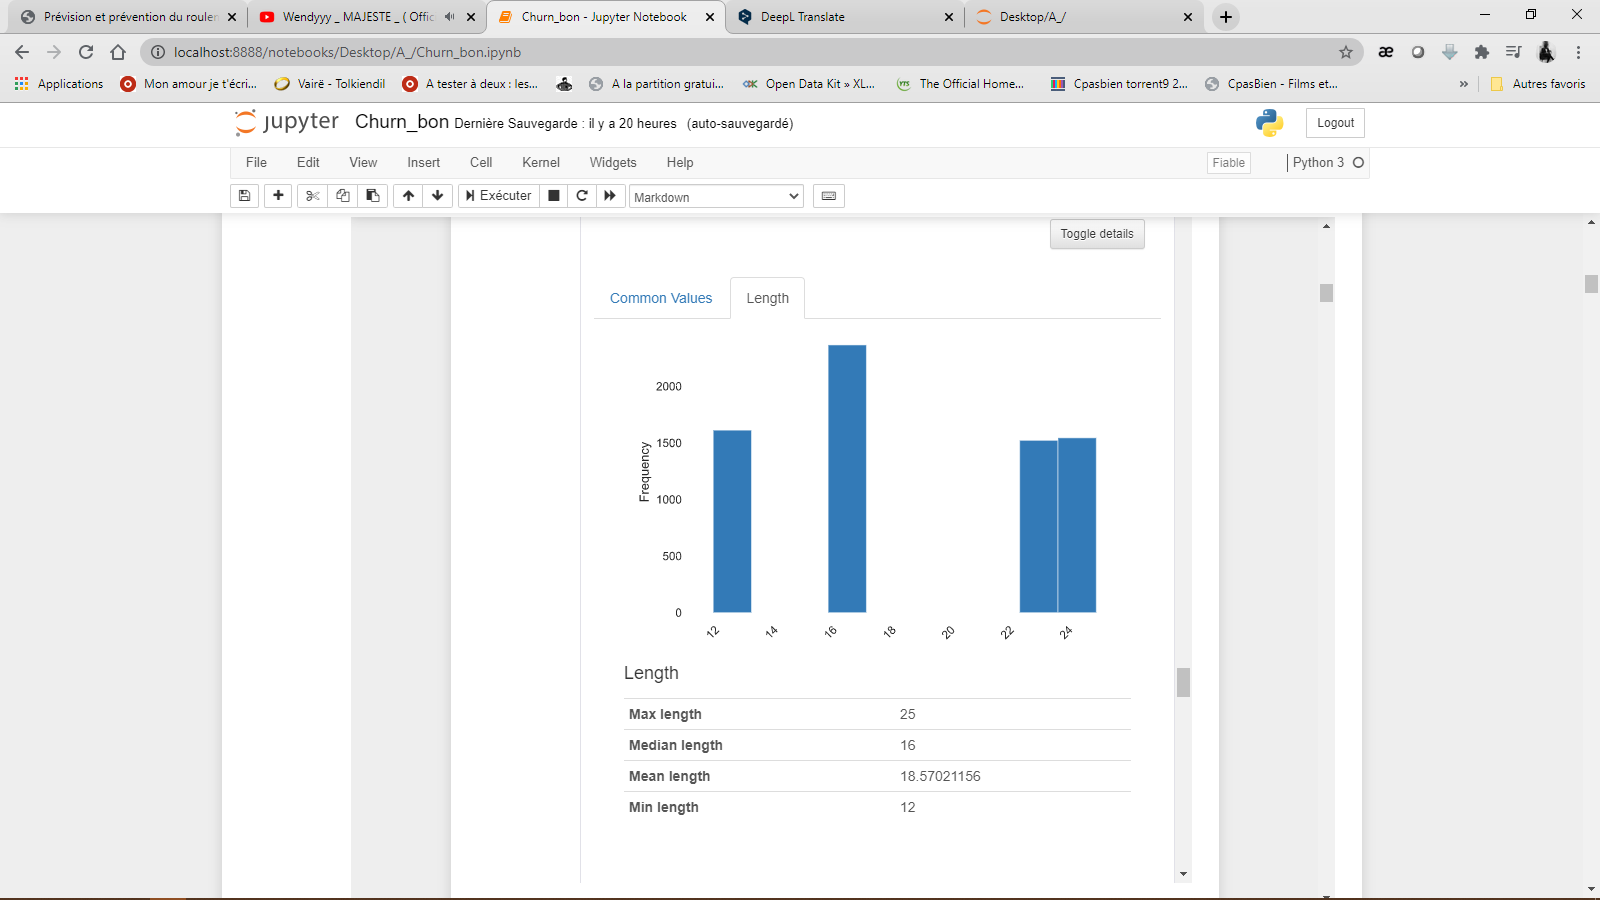 Prévision et prévention du rouler
Wendyyy _ MAJESTE _ ( Offic
Churn_bon - Jupyter Notebook
DeepL Translate
Desktop/A_/
localhost:8888/notebooks/Desktop/A_/Churn_bon.ipynb
æ
Applications
Mon amour je t'écri...
Vairë - Tolkiendil
A tester à deux : les...
A la partition gratui...
Open Data Kit » XL...
The Official Home...
Cpasbien torrent9 2...
CpasBien - Films et...
»
Autres favoris
jupyter
Churn_bon Dernière Sauvegarde : il y a 20 heures (auto-sauvegardé)
Logout
File Edit View Insert Cell Kernel Widgets Help
Fiable
Python 3
Exécuter
Markdown
Toggle details
Common Values
Length
2000
1500
1000
500
0
Frequency
12 14 16 18 20 22 24
Length
Max length 25
Median length 16
Mean length 18.57021156
Min length 12